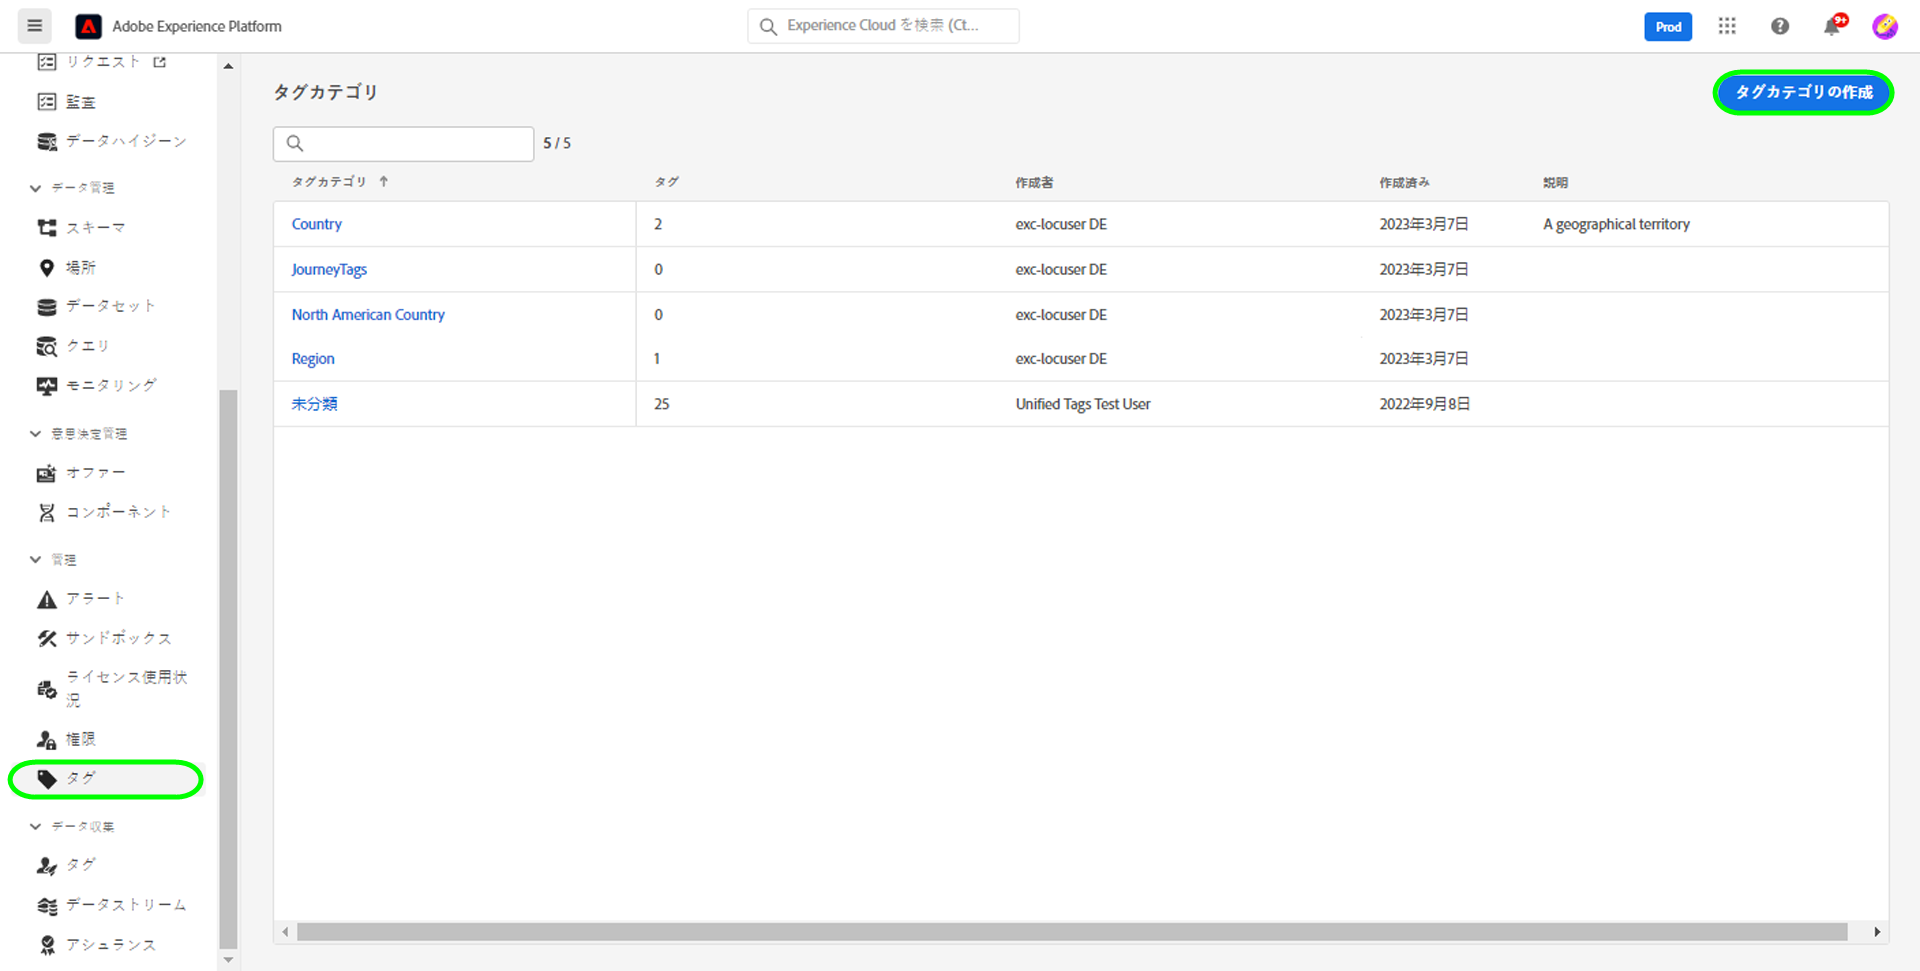 Adobe Experience Platform
Experience Cloud を検索 (Ct...
Prod
9+
リクエスト
監査
データハイジーン
データ管理
スキーマ
場所
データセット
クエリ
モニタリング
意思決定管理
オファー
コンポーネント
管理
アラート
サンドボックス
ライセンス使用状
況
権限
タグ
データ収集
タグ
データストリーム
アシュランス
タグカテゴリ
タグカテゴリの作成
5 / 5
タグカテゴリ タグ 作成者 作成済み 説明
Country 2 exc-locuser DE 2023年3月7日 A geographical territory
JourneyTags 0 exc-locuser DE 2023年3月7日
North American Country 0 exc-locuser DE 2023年3月7日
Region 1 exc-locuser DE 2023年3月7日
未分類 25 Unified Tags Test User 2022年9月8日